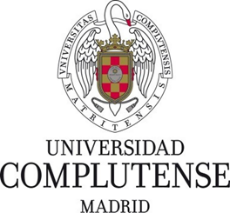 UNIVERSITAS COMPLUTENSIS
MATRITENSIS
UNIVERSIDAD
COMPLUTENSE
MADRID